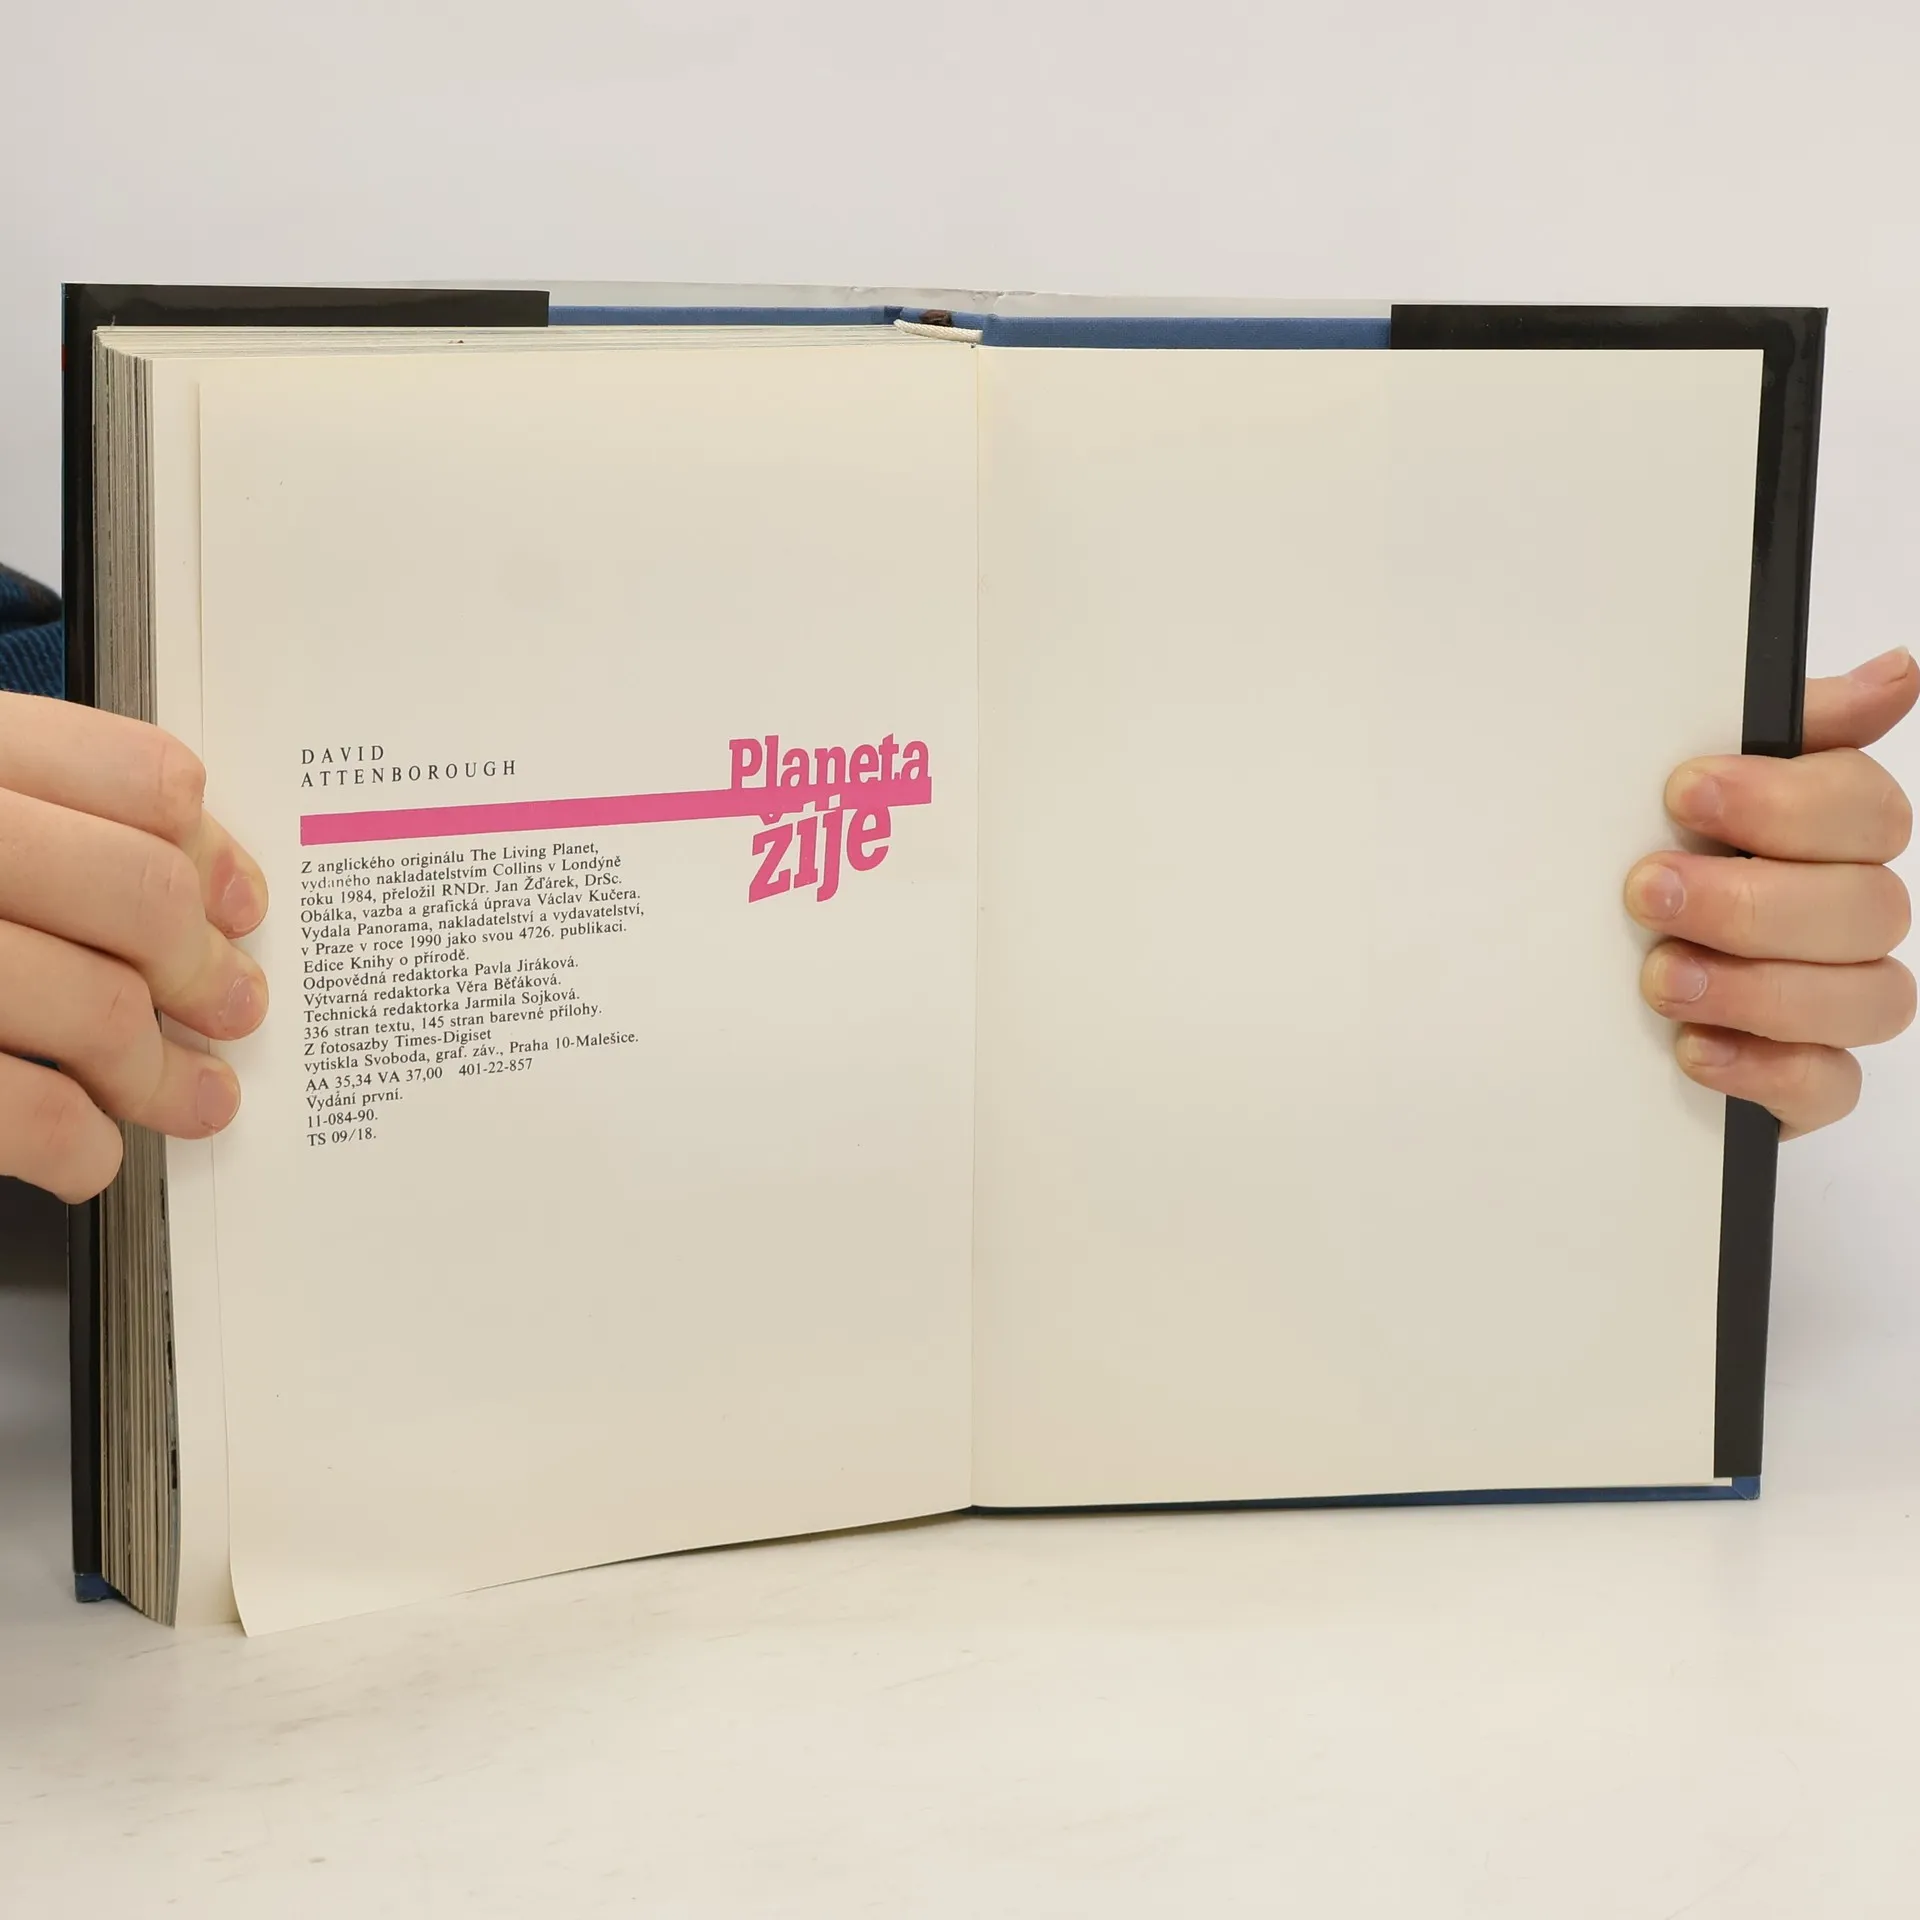 DAVID
ATTENBOROUGH
Planeta
žije
Z anglického originálu The Living Planet,
vydaného nakladatelstvím Collins v Londýně
roku 1984, přeložil RNDr. Jan Žďárek, DrSc.
Obálka, vazba a grafická úprava Václav Kučera.
Vydala Panorama, nakladatelství a vydavatelství,
v Praze v roce 1990 jako svou 4726. publikaci.
Edice Knihy o přírodě.
Odpovědná redaktorka Pavla Jiráková.
Výtvarná redaktorka Věra Běťáková.
Technická redaktorka Jarmila Sojková.
336 stran textu, 145 stran barevné přílohy.
Z fotosazby Times-Digiset
vytiskla Svoboda, graf. záv., Praha 10-Malešice.
AA 35,34 VA 37,00 401-22-857
Vydání první.
11-084-90.
TS 09/18.